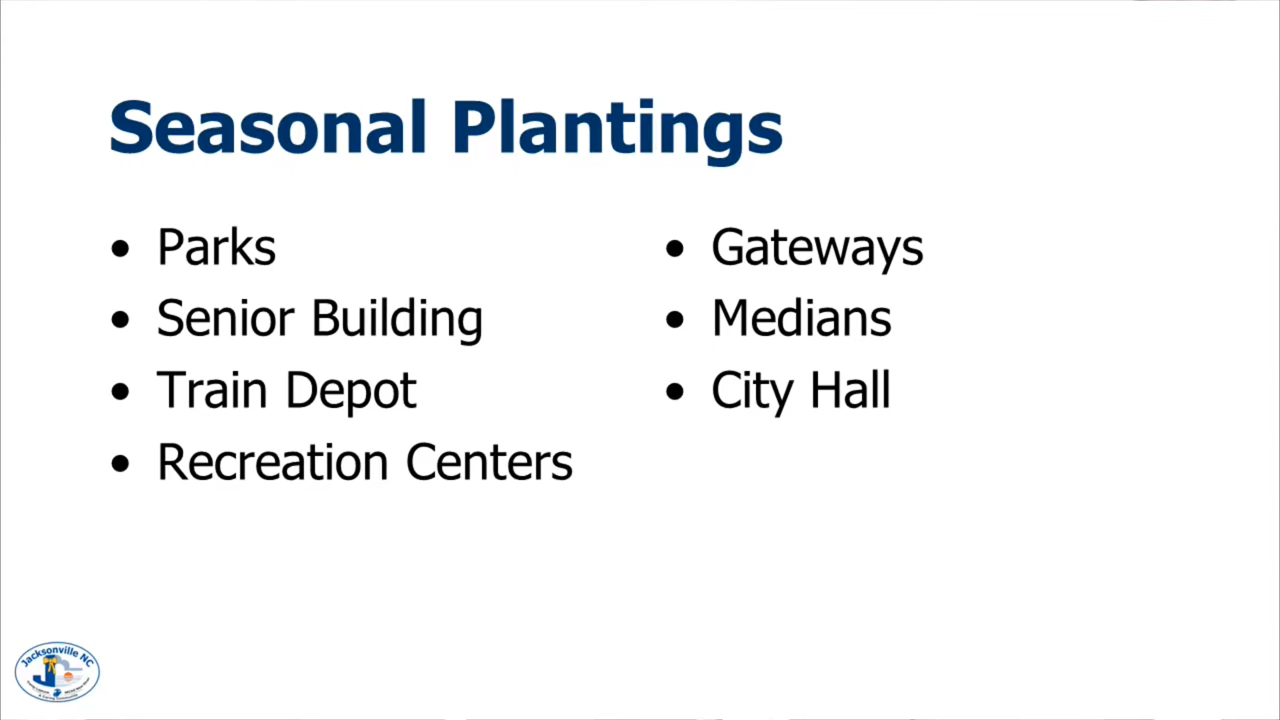 Seasonal Plantings
• Parks
• Senior Building
• Train Depot
• Recreation Centers
• Gateways
• Medians
• City Hall
Jacksonville NC